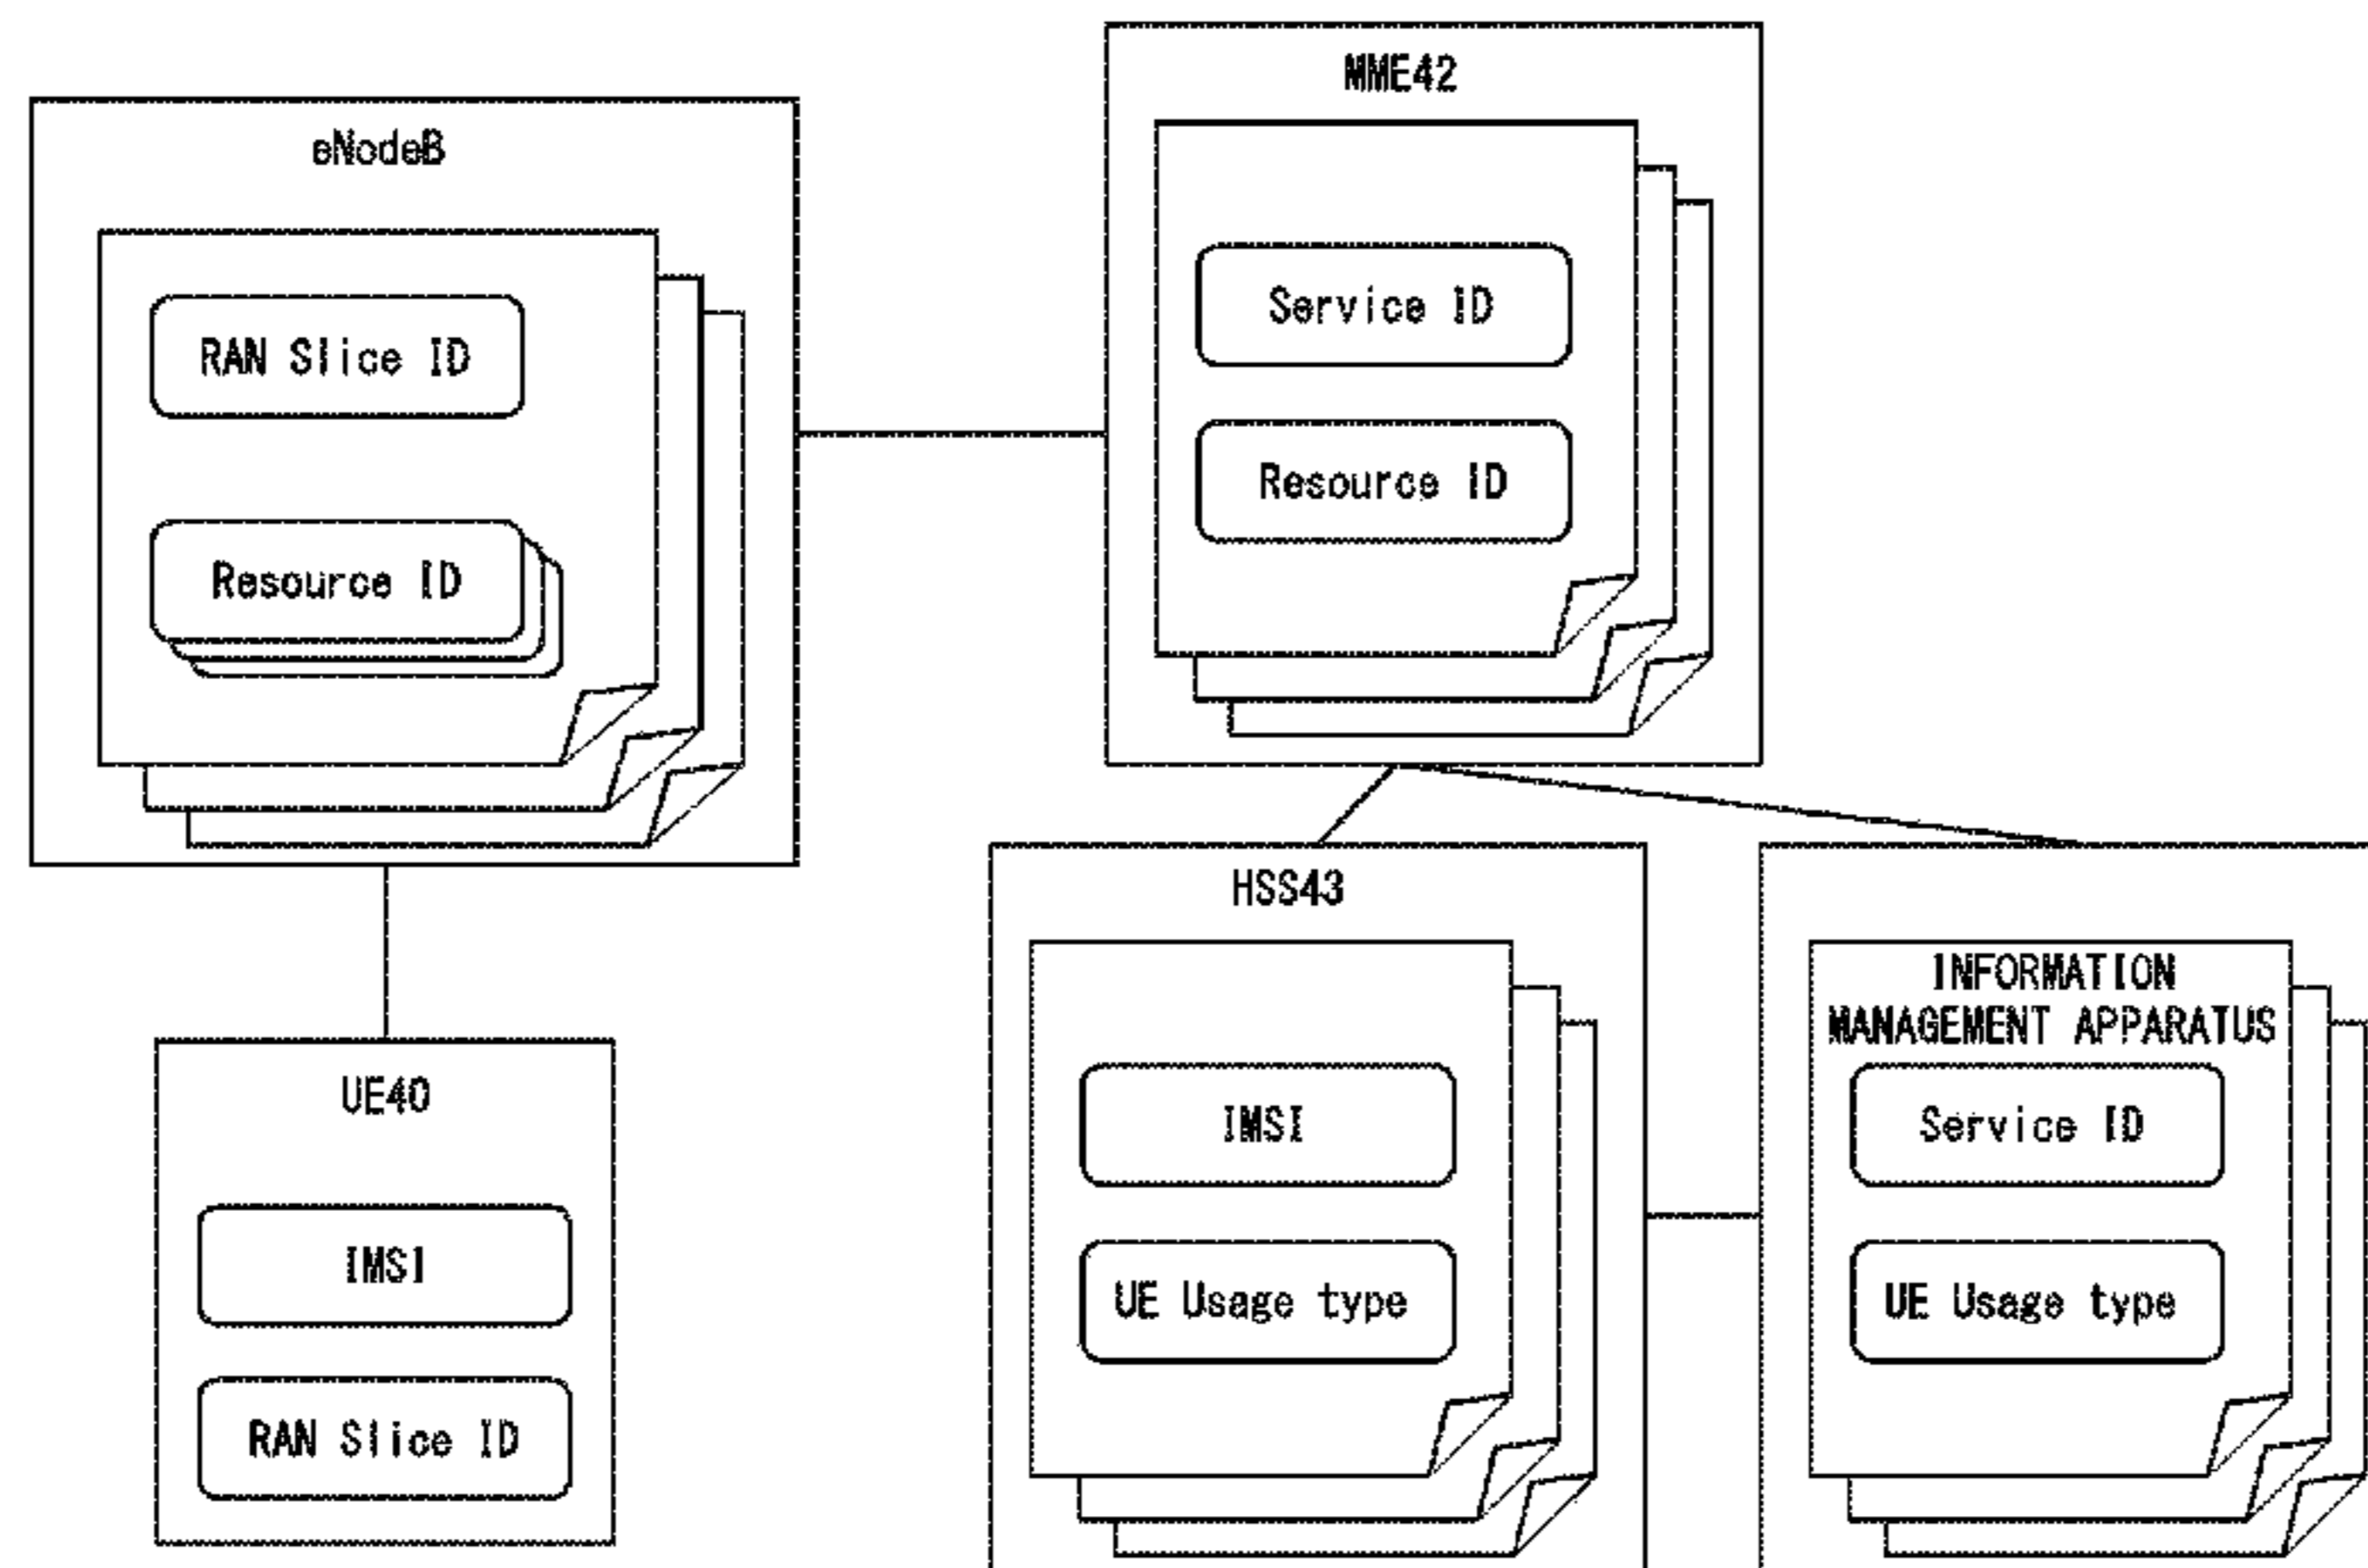 eNodeB
RAN Slice ID
Resource ID
MME42
Service ID
Resource ID
UE40
IMSI
RAN Slice ID
HSS43
IMSI
UE Usage type
INFORMATION
MANAGEMENT APPARATUS
Service ID
UE Usage type